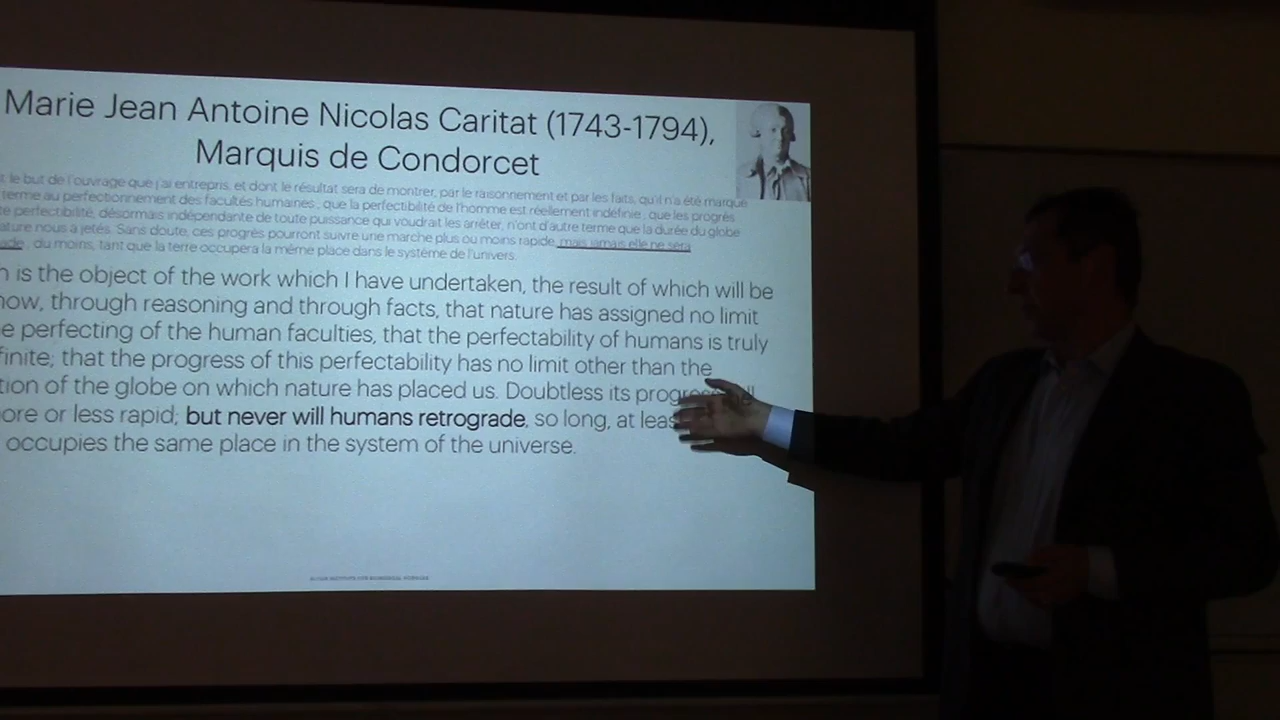 Marie Jean Antoine Nicolas Caritat (1743-1794),
Marquis de Condorcet
t le but de l'ouvrage que j'ai entrepris, et dont le résultat sera de montrer, par le raisonnement et par les faits, qu'il n'a été marqué
terme au perfectionnement des facultés humaines , que la perfectibilité de l'homme est réellement indéfinie , que les progrès
te perfectibilité, désormais indépendante de toute puissance qui voudrait les arrêter, n'ont d'autre terme que la durée du globe
ature nous a jetés. Sans doute, ces progrès pourront suivre une marche plus ou moins rapide, mais jamais elle ne sera
ade , du moins, tant que la terre occupera la même place dans le système de l'univers.
h is the object of the work which I have undertaken, the result of which will be
how, through reasoning and through facts, that nature has assigned no limit
e perfecting of the human faculties, that the perfectability of humans is truly
finite; that the progress of this perfectability has no limit other than the
tion of the globe on which nature has placed us. Doubtless its progress
ore or less rapid; but never will humans retrograde, so long, at leas
occupies the same place in the system of the universe.